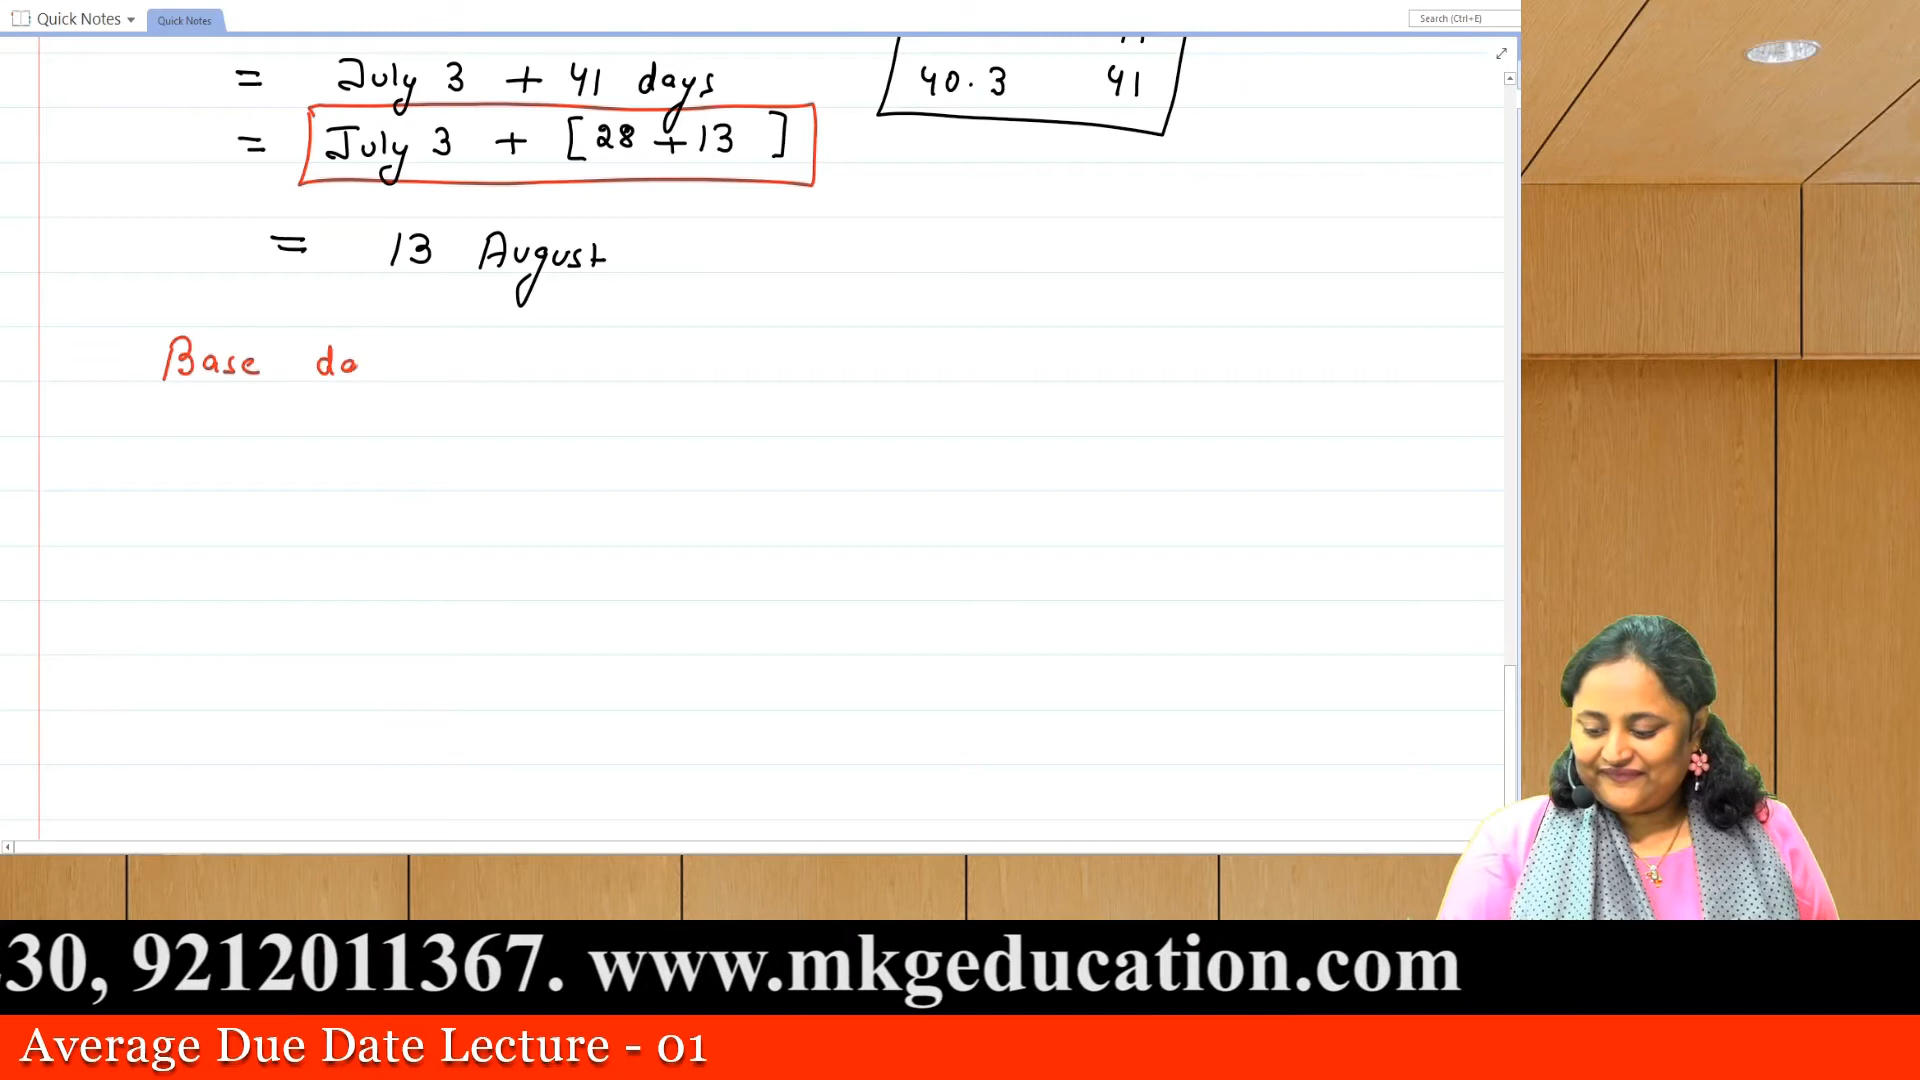 Quick Notes
Quick Notes
Search (Ctrl+E)
= July 3 + 41 days
40.3 41
= July 3 + [28 + 13 ]
= 13 August
Base da
30, 9212011367. www.mkgeducation.com
Average Due Date Lecture - 01